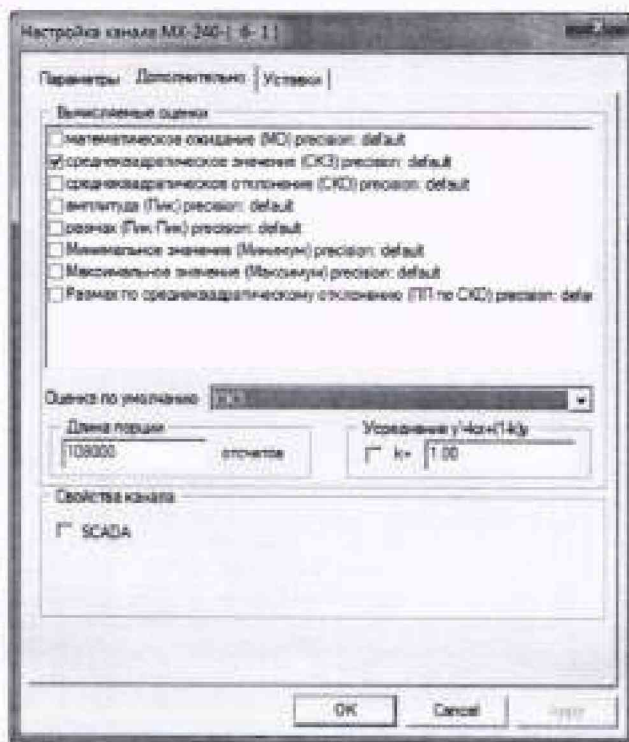 Настройка канала MX-240-{ 6- 1}
Параметры Дополнительно Уставки
Вычисляемые оценки
математическое ожидание (МО) precision: default
среднеквадратическое значение (СКЗ) precision: default
среднеквадратическое отклонение (СКО) precision: default
амплитуда (Пик) precision: default
размах (Пик Пик) precision: default
Минимальное значение (Минимум) precision: default
Максимальное значение (Максимум) precision: default
Размах по среднеквадратическому отклонению (ПП по СКО) precision: defau
Оценка по умолчанию
Длина порции
108000 отсчетов
Усреднение y'=kx+(1-k)y
k= 1.00
Свойства канала
SCADA
OK Cancel Apply